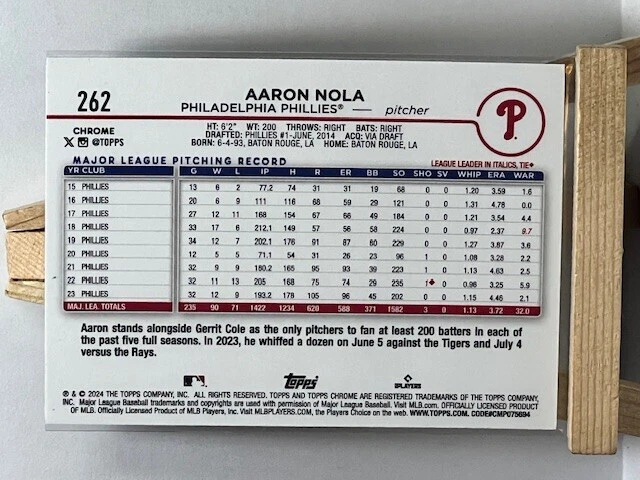 262
AARON NOLA
PHILADELPHIA PHILLIES® — pitcher
P
CHROME
X @TOPPS
HT: 6'2" WT: 200 THROWS: RIGHT BATS: RIGHT
DRAFTED: PHILLIES #1-JUNE, 2014 ACQ: VIA DRAFT
BORN: 6-4-93, BATON ROUGE, LA HOME: BATON ROUGE, LA
MAJOR LEAGUE PITCHING RECORD LEAGUE LEADER IN ITALICS, TIE♦
YR CLUB G W L IP H R ER BB SO SHO SV WHIP ERA WAR
15 PHILLIES 13 6 2 77.2 74 31 31 19 68 0 0 1.20 3.59 1.6
16 PHILLIES 20 6 9 111 116 68 59 29 121 0 0 1.31 4.78 0.0
17 PHILLIES 27 12 11 168 154 67 66 49 184 0 0 1.21 3.54 4.4
18 PHILLIES 33 17 6 212.1 149 57 56 58 224 0 0 0.97 2.37 9.7
19 PHILLIES 34 12 7 202.1 176 91 87 60 229 0 0 1.27 3.87 3.6
20 PHILLIES 12 5 5 71.1 54 31 26 23 96 1 0 1.08 3.28 2.2
21 PHILLIES 32 9 9 180.2 165 95 93 39 223 1 0 1.13 4.63 2.5
22 PHILLIES 32 11 13 205 168 75 74 29 235 1♦ 0 0.96 3.25 5.9
23 PHILLIES 32 12 9 193.2 178 105 96 45 202 0 0 1.15 4.46 2.1
MAJ. LEA. TOTALS 235 90 71 1422 1234 620 588 371 1582 3 0 1.13 3.72 32.0
Aaron stands alongside Gerrit Cole as the only pitchers to fan at least 200 batters in each of
the past five full seasons. In 2023, he whiffed a dozen on June 5 against the Tigers and July 4
versus the Rays.
topps
PLAYERS
® & © 2024 THE TOPPS COMPANY, INC. ALL RIGHTS RESERVED. TOPPS AND TOPPS CHROME ARE REGISTERED TRADEMARKS OF THE TOPPS COMPANY,
INC. Major League Baseball trademarks and copyrights are used with permission of Major League Baseball. Visit MLB.com. OFFICIALLY LICENSED PRODUCT
OF MLB. Officially Licensed Product of MLB Players, Inc. Visit MLBPLAYERS.com, the Players Choice on the web. WWW.TOPPS.COM. CODE#CMP075694